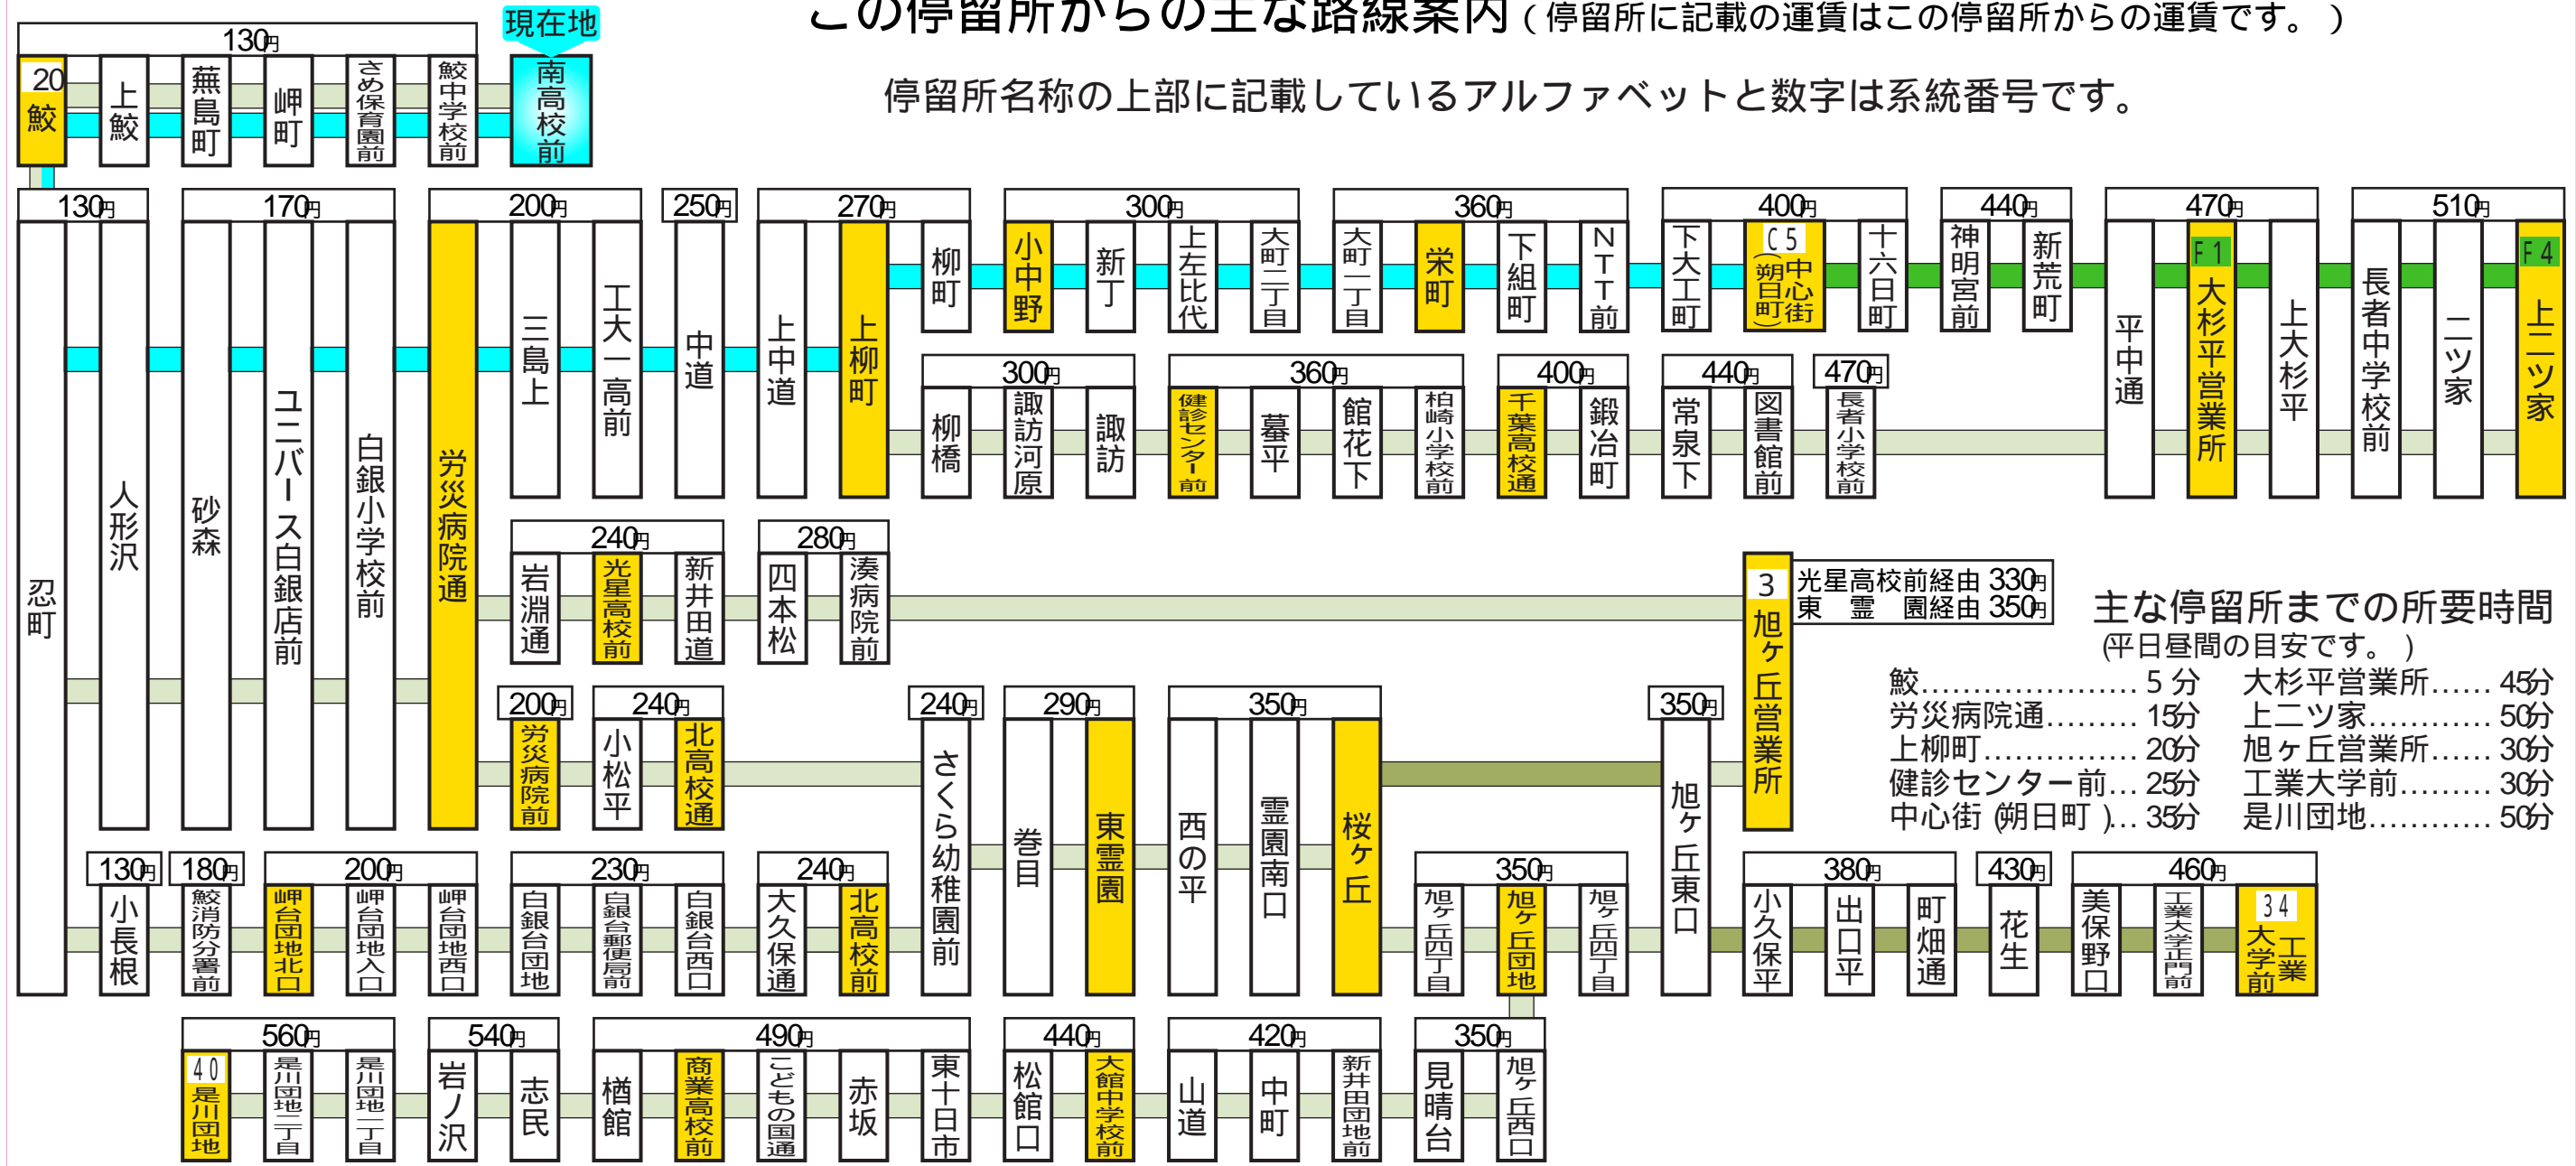 この停留所からの主な路線案内(停留所に記載の運賃はこの停留所からの運賃です。)
停留所名称の上部に記載しているアルファベットと数字は系統番号です。
現在地
130円
20
鮫
上鮫
蕪島町
岬町
さめ保育園前
鮫中学校前
南高校前
130円
170円
200円
250円
270円
300円
360円
400円
440円
470円
510円
忍町
人形沢
砂森
ユニバース白銀店前
白銀小学校前
労災病院通
三島上
工大一高前
中道
上中道
上柳町
柳町
小中野
新丁
上左比代
大町二丁目
大町一丁目
栄町
下組町
NTT前
下大工町
C5
中心街
(朔日町)
十六日町
神明宮前
新荒町
平中通
F1
大杉平営業所
上大杉平
長者中学校前
二ツ家
F4
上二ツ家
300円
360円
400円
440円
470円
柳橋
諏訪河原
諏訪
健診センター前
墓平
館花下
柏崎小学校前
千葉高校通
鍛冶町
常泉下
図書館前
長者小学校前
240円
280円
岩淵通
光星高校前
新井田道
四本松
湊病院前
3
旭ヶ丘営業所
光星高校前経由 330円
東霊園経由 350円
200円
240円
240円
290円
350円
350円
労災病院前
小松平
北高校通
さくら幼稚園前
巻目
東霊園
西の平
霊園南口
桜ヶ丘
旭ヶ丘東口
主な停留所までの所要時間
(平日昼間の目安です。)
鮫..................... 5分
労災病院通......... 15分
上柳町............... 20分
健診センター前... 25分
中心街(朔日町)... 35分
大杉平営業所...... 45分
上二ツ家............ 50分
旭ヶ丘営業所...... 30分
工業大学前......... 30分
是川団地............ 50分
130円
180円
200円
230円
240円
350円
380円
430円
460円
小長根
鮫消防分署前
岬台団地北口
岬台団地入口
岬台団地西口
白銀台団地
白銀台郵便局前
白銀台西口
大久保通
北高校前
旭ヶ丘四丁目
旭ヶ丘団地
旭ヶ丘四丁目
小久保平
出口平
町畑通
花生
美保野口
工業大学正門前
34
工業
大学前
560円
540円
490円
440円
420円
350円
40
是川団地
是川団地二丁目
是川団地一丁目
岩ノ沢
志民
楢館
商業高校前
こどもの国通
赤坂
東十日市
松館口
大館中学校前
山道
中町
新井田団地前
見晴台
旭ヶ丘西口